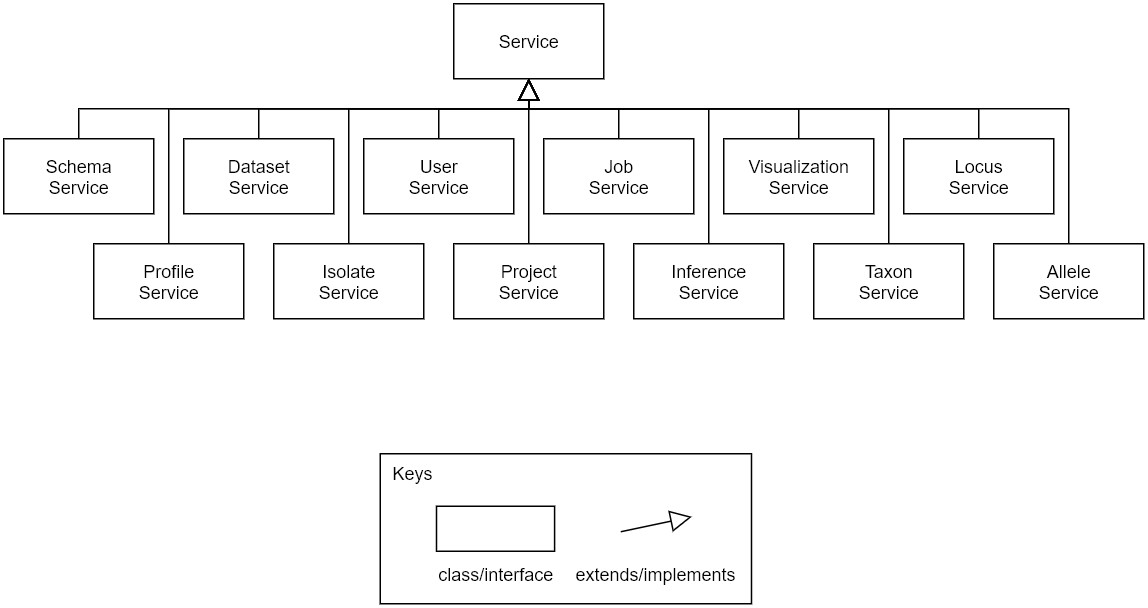 Service
Schema
Service
Dataset
Service
User
Service
Job
Service
Visualization
Service
Locus
Service
Profile
Service
Isolate
Service
Project
Service
Inference
Service
Taxon
Service
Allele
Service
Keys
class/interface
extends/implements